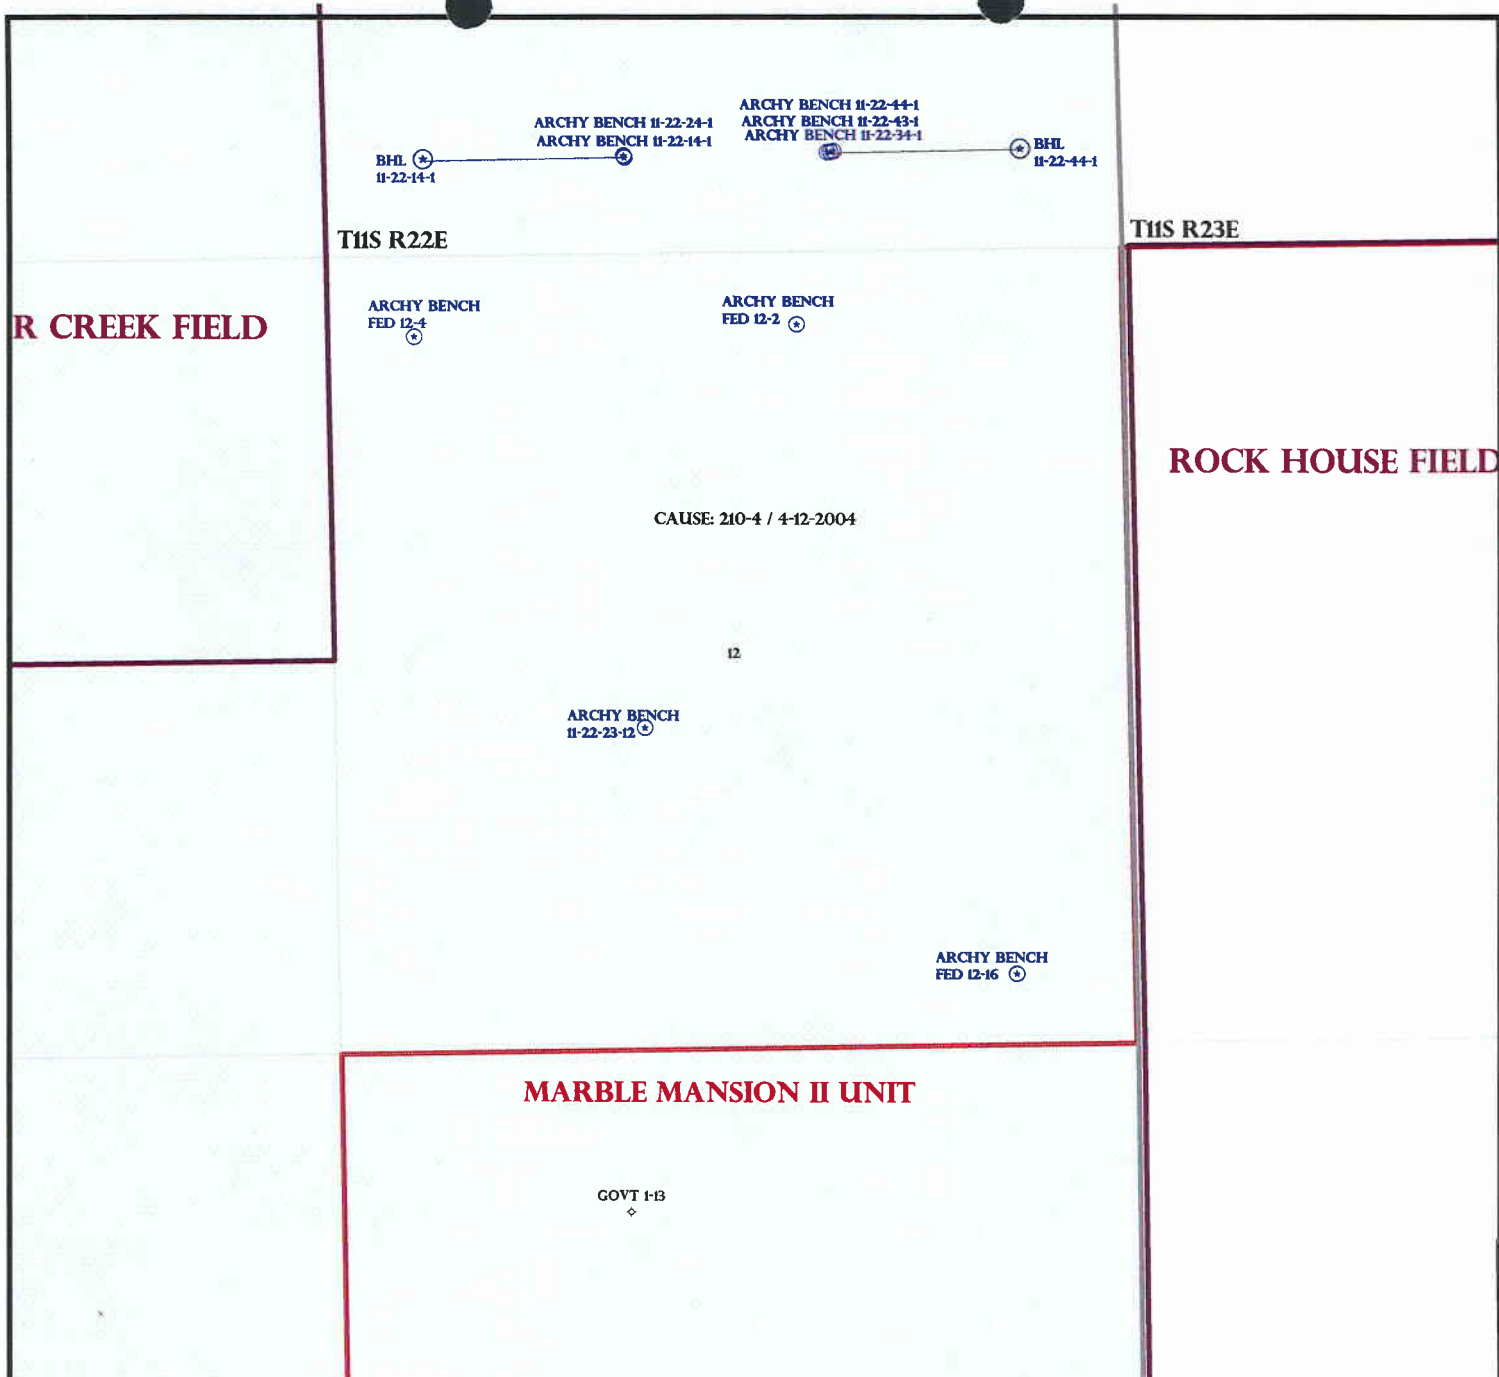 ARCHY BENCH 11-22-44-1
ARCHY BENCH 11-22-43-1
ARCHY BENCH 11-22-34-1
ARCHY BENCH 11-22-24-1
ARCHY BENCH 11-22-14-1
BHL
11-22-14-1
BHL
11-22-44-1
T11S R22E
T11S R23E
ARCHY BENCH
FED 12-4
ARCHY BENCH
FED 12-2
R CREEK FIELD
ROCK HOUSE FIELD
CAUSE: 210-4 / 4-12-2004
12
ARCHY BENCH
11-22-23-12
ARCHY BENCH
FED 12-16
MARBLE MANSION II UNIT
GOVT 1-13